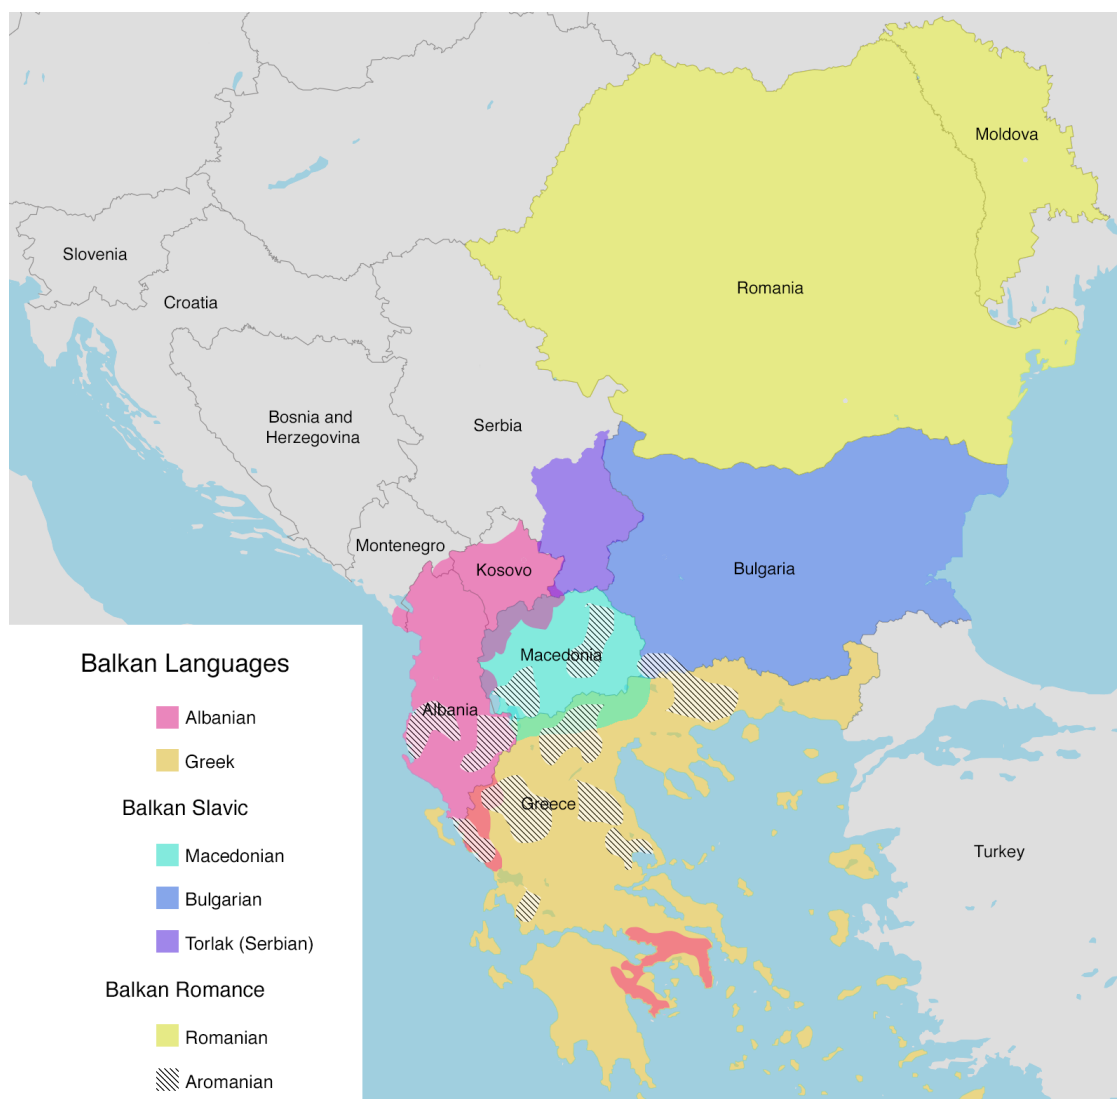 Moldova
Slovenia
Romania
Croatia
Bosnia and
Herzegovina
Serbia
Montenegro
Kosovo
Bulgaria
Macedonia
Albania
Greece
Turkey
Balkan Languages
Albanian
Greek
Balkan Slavic
Macedonian
Bulgarian
Torlak (Serbian)
Balkan Romance
Romanian
Aromanian